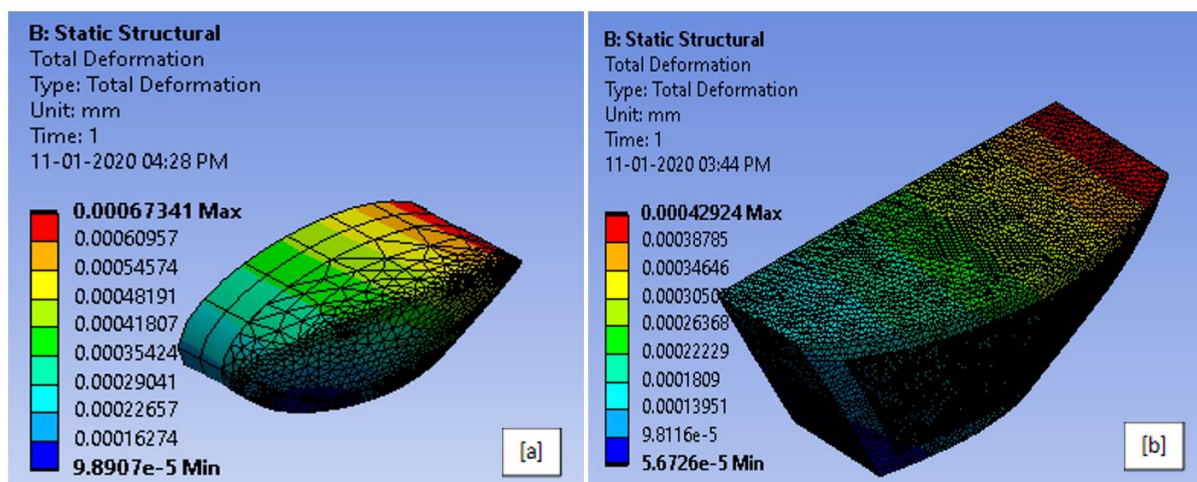 B: Static Structural
Total Deformation
Type: Total Deformation
Unit: mm
Time: 1
11-01-2020 04:28 PM
0.00067341 Max
0.00060957
0.00054574
0.00048191
0.00041807
0.00035424
0.00029041
0.00022657
0.00016274
9.8907e-5 Min
[a]
B: Static Structural
Total Deformation
Type: Total Deformation
Unit: mm
Time: 1
11-01-2020 03:44 PM
0.00042924 Max
0.00038785
0.00034646
0.00026368
0.00022229
0.0001809
0.00013951
9.8116e-5
5.6726e-5 Min
[b]